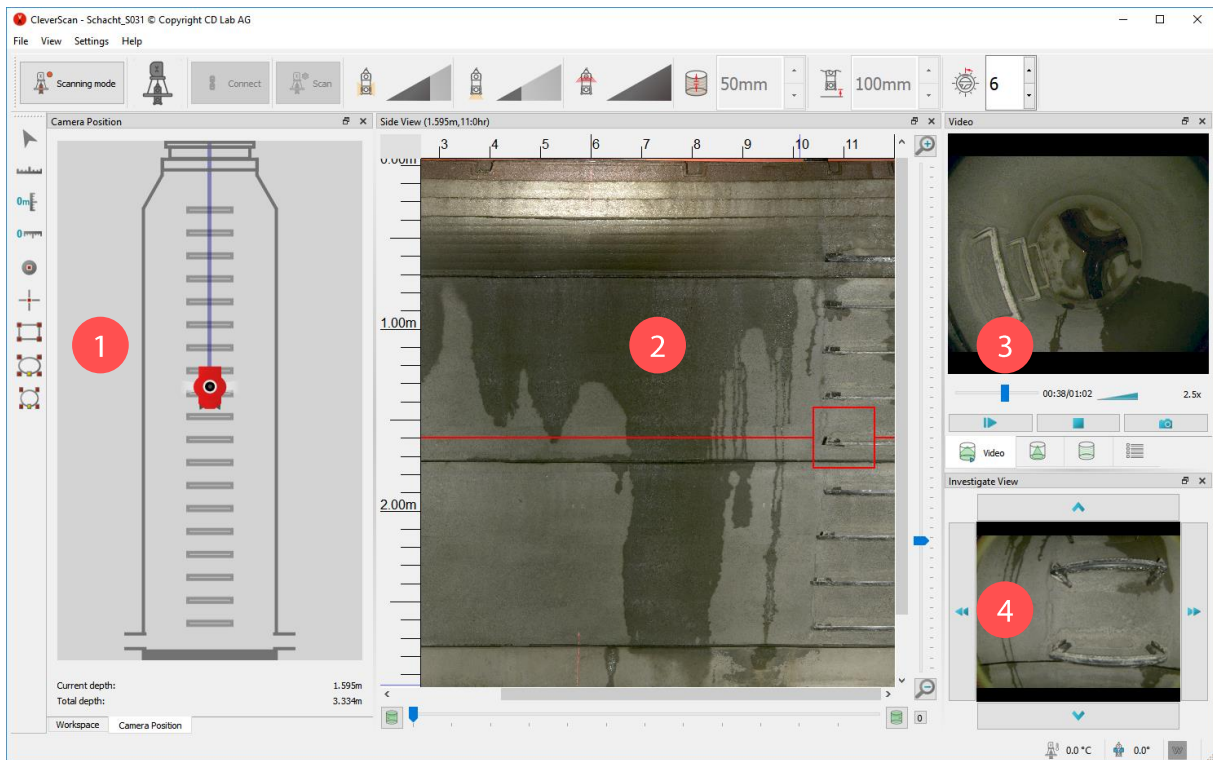 CleverScan - Schacht_S031 © Copyright CD Lab AG
File View Settings Help
Scanning mode Connect Scan 50mm 100mm 6
Camera Position
Side View (1.595m,11:0hr)
Video
3 4 5 6 7 8 9 10 11
0.00m
0m
0
1.00m
1 2 3
00:38/01:02 2.5x
Video
Investigate View
2.00m
4
Current depth: 1.595m
Total depth: 3.334m
Workspace Camera Position
0
0.0 °C 0.0°